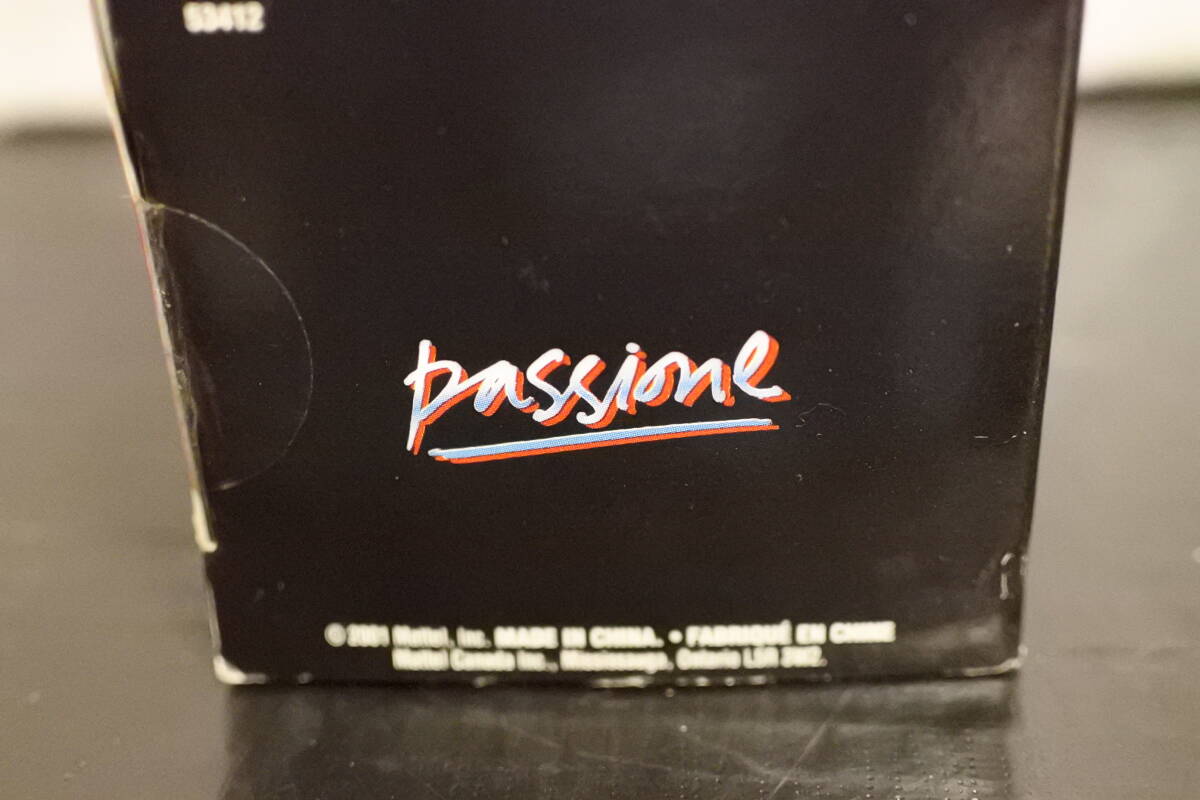 53412
passione
© 2001 Mattel, Inc. MADE IN CHINA. • FABRIQUÉ EN CHINE
Mattel Canada Inc., Mississauga, Ontario L5R 3W2.